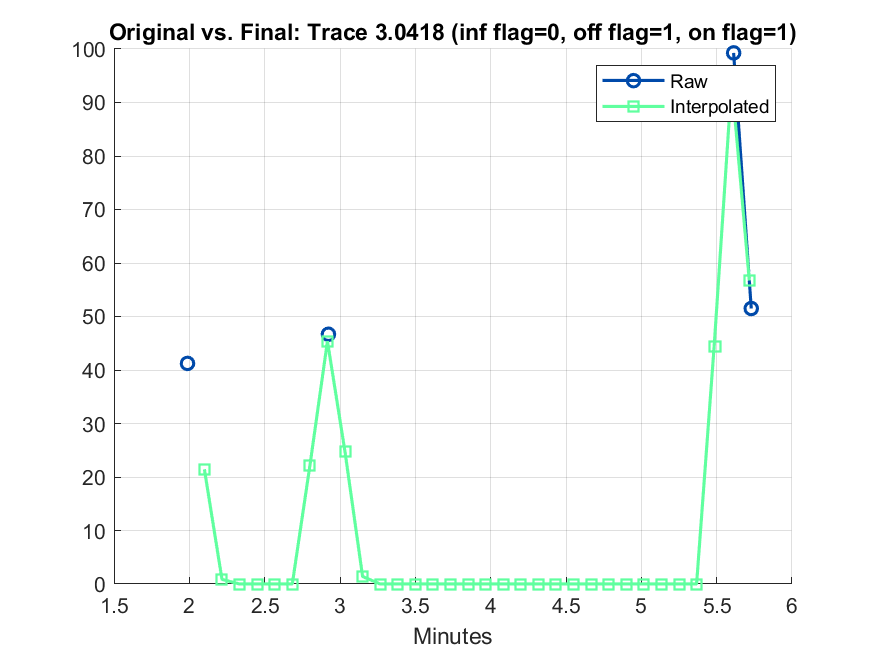 Original vs. Final: Trace 3.0418 (inf flag=0, off flag=1, on flag=1)
100
90
80
70
60
50
40
30
20
10
0
Raw
Interpolated
1.5 2 2.5 3 3.5 4 4.5 5 5.5 6
Minutes